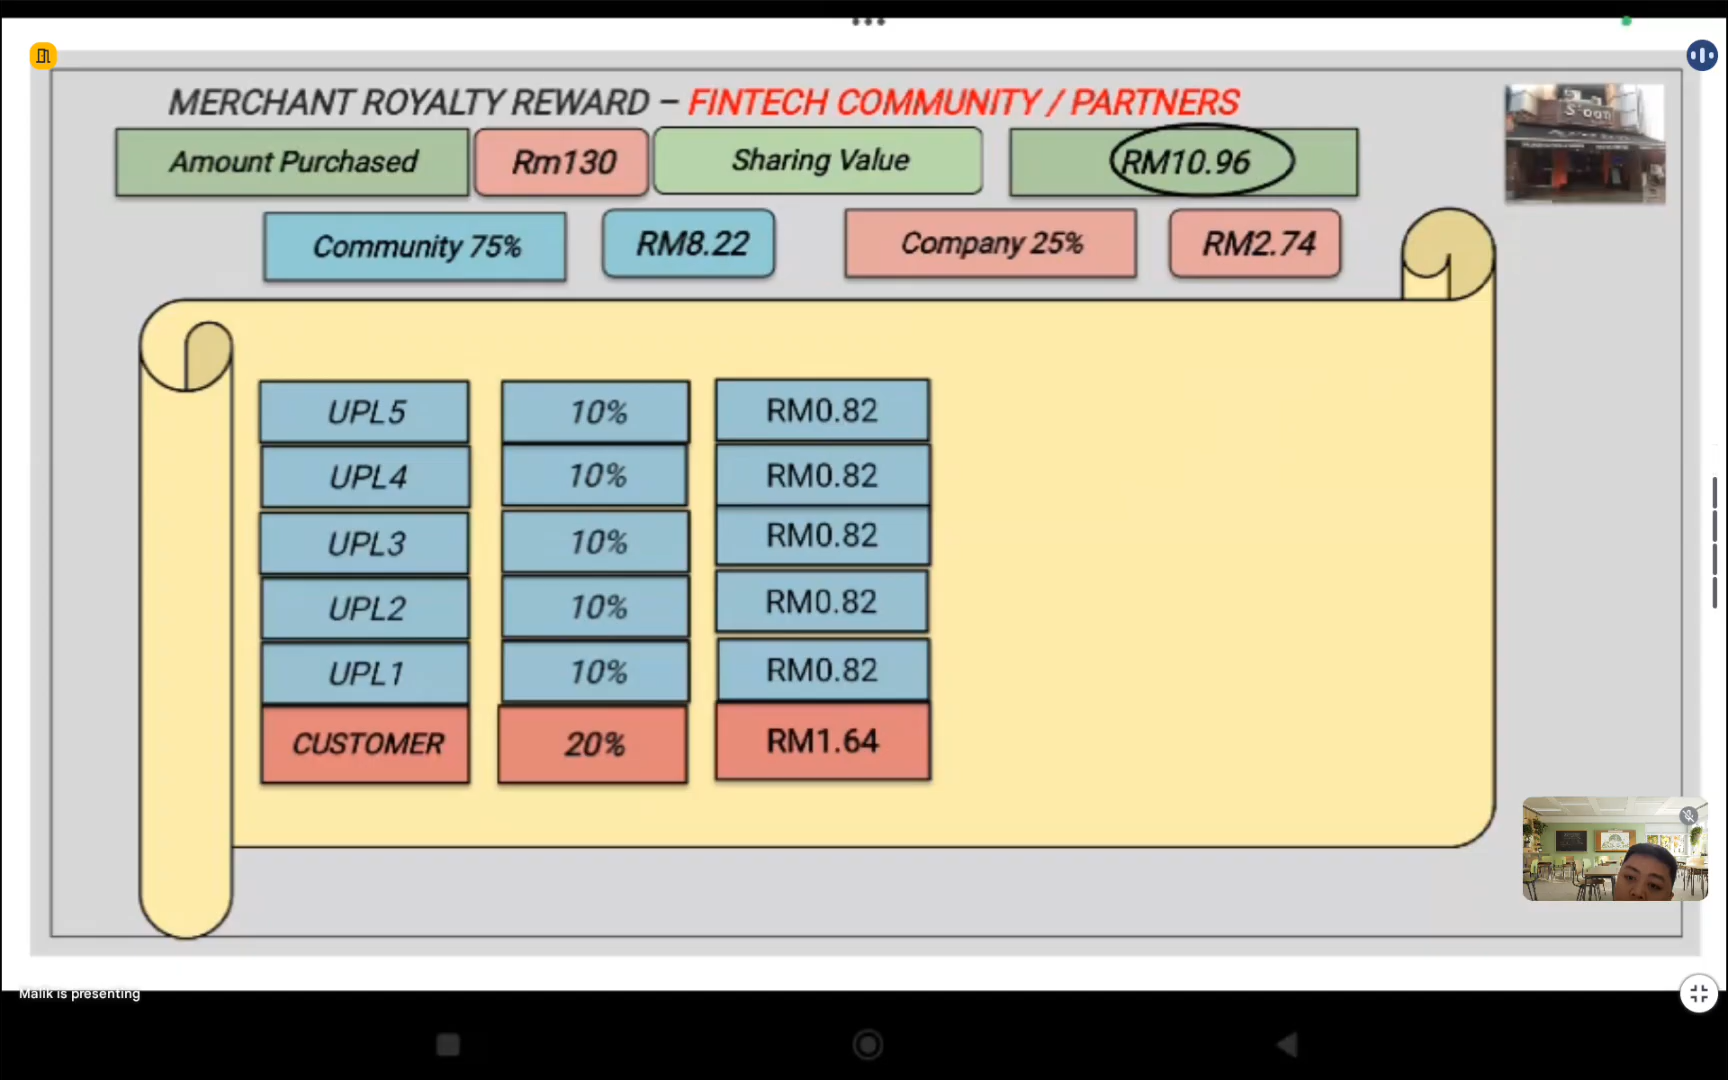 MERCHANT ROYALTY REWARD – FINTECH COMMUNITY / PARTNERS
Amount Purchased Rm130 Sharing Value RM10.96
Community 75% RM8.22 Company 25% RM2.74
UPL5 10% RM0.82
UPL4 10% RM0.82
UPL3 10% RM0.82
UPL2 10% RM0.82
UPL1 10% RM0.82
CUSTOMER 20% RM1.64
Malik is presenting